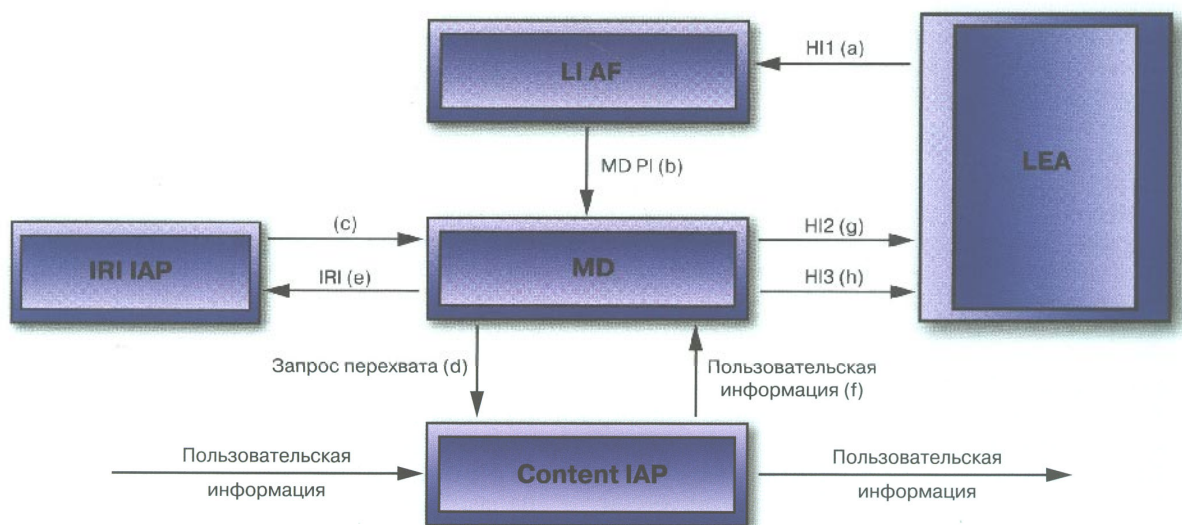 HI1 (a)
LI AF
LEA
MD PI (b)
(c)
HI2 (g)
IRI IAP
MD
IRI (e)
HI3 (h)
Запрос перехвата (d)
Пользовательская
информация (f)
Пользовательская
информация
Content IAP
Пользовательская
информация